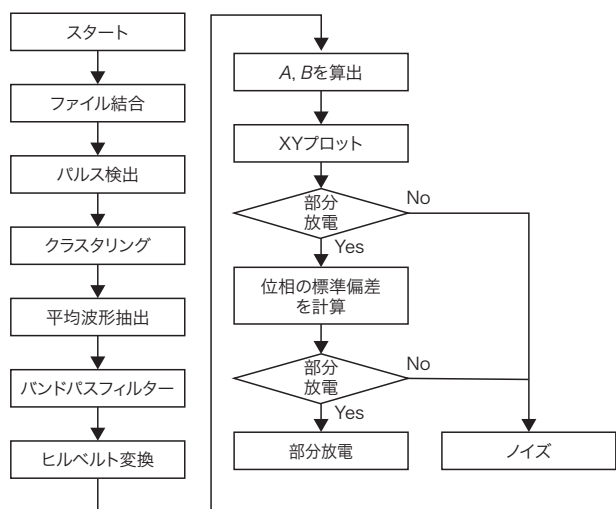 スタート
ファイル結合
パルス検出
クラスタリング
平均波形抽出
バンドパスフィルター
ヒルベルト変換
A, Bを算出
XYプロット
部分
放電
No
Yes
位相の標準偏差
を計算
部分
放電
No
Yes
部分放電
ノイズ